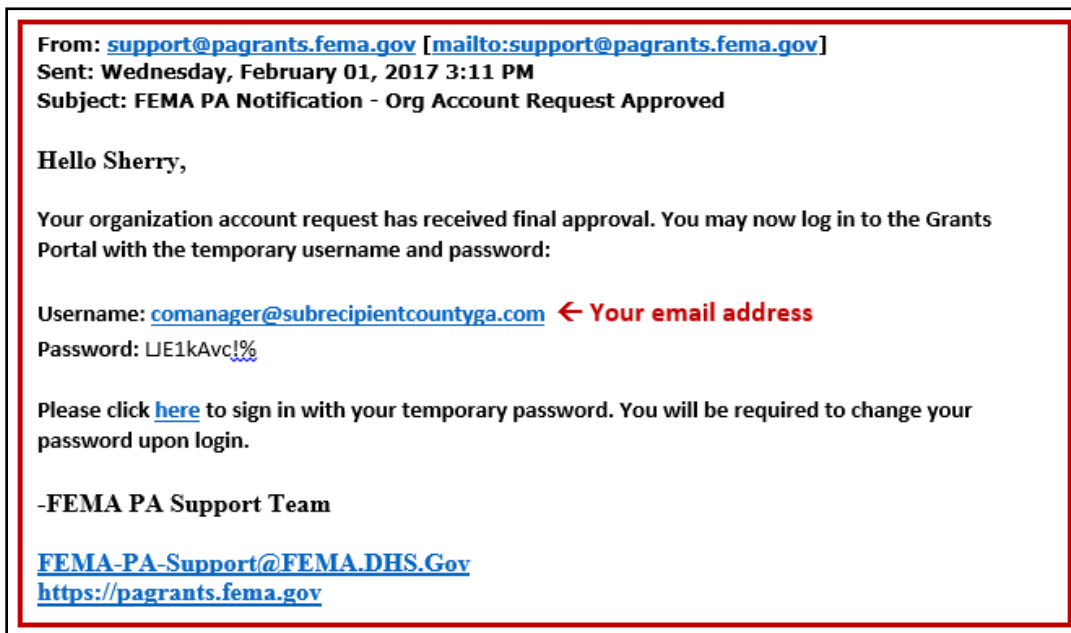 From: support@pagrants.fema.gov [mailto:support@pagrants.fema.gov]
Sent: Wednesday, February 01, 2017 3:11 PM
Subject: FEMA PA Notification - Org Account Request Approved
Hello Sherry,
Your organization account request has received final approval. You may now log in to the Grants
Portal with the temporary username and password:
Username: comanager@subrecipientcountyga.com ← Your email address
Password: LJE1kAvc!%
Please click here to sign in with your temporary password. You will be required to change your
password upon login.
-FEMA PA Support Team
FEMA-PA-Support@FEMA.DHS.Gov
https://pagrants.fema.gov